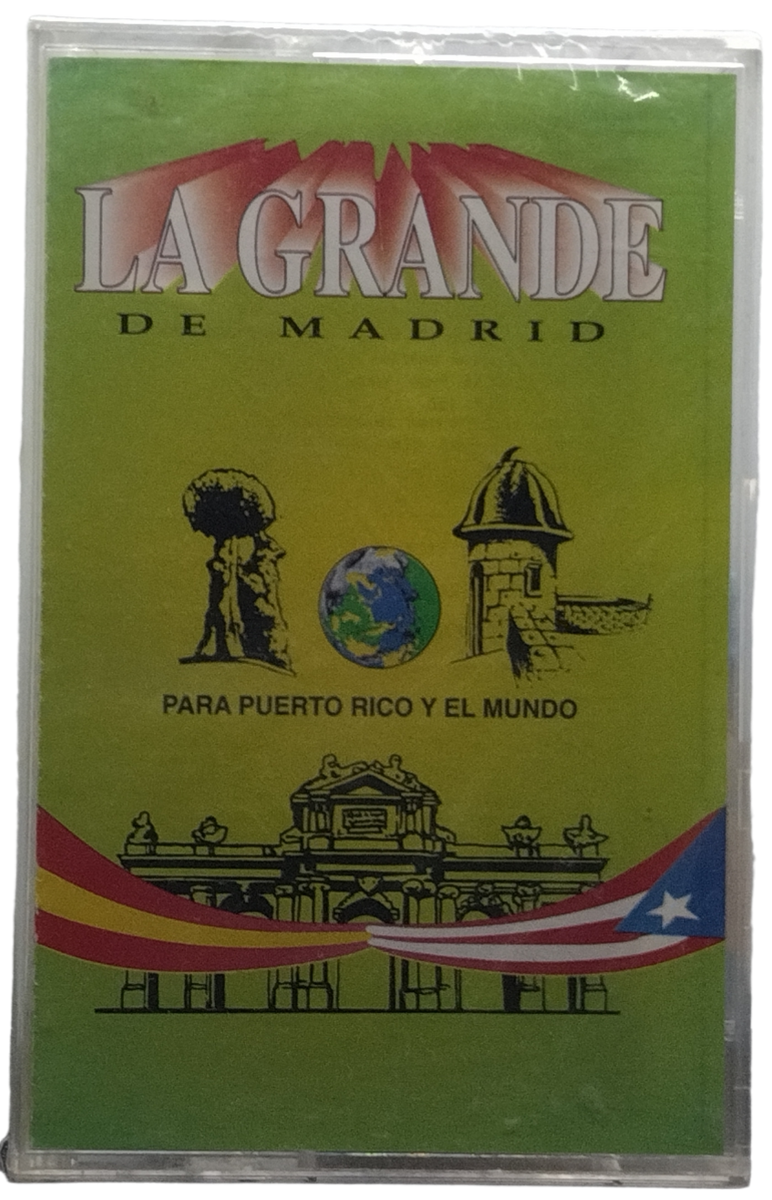 LA GRANDE
DE MADRID
PARA PUERTO RICO Y EL MUNDO